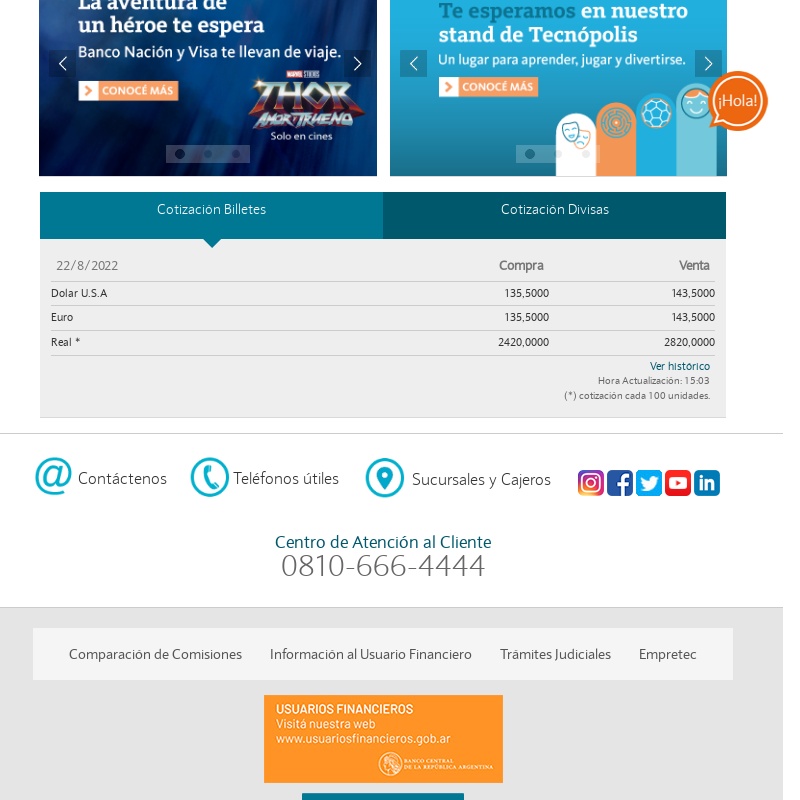 La aventura de
un héroe te espera
Banco Nación y Visa te llevan de viaje.
CONOCÉ MÁS
MARVEL STUDIOS
THOR
AMOR Y TRUENO
Solo en cines
Te esperamos en nuestro
stand de Tecnópolis
Un lugar para aprender, jugar y divertirse.
CONOCÉ MÁS
¡Hola!
Cotización Billetes
Cotización Divisas
22/8/2022 Compra Venta
Dolar U.S.A 135,5000 143,5000
Euro 135,5000 143,5000
Real * 2420,0000 2820,0000
Ver histórico
Hora Actualización: 15:03
(*) cotización cada 100 unidades.
Contáctenos
Teléfonos útiles
Sucursales y Cajeros
Centro de Atención al Cliente
0810-666-4444
Comparación de Comisiones
Información al Usuario Financiero
Trámites Judiciales
Empretec
USUARIOS FINANCIEROS
Visitá nuestra web
www.usuariosfinancieros.gob.ar
BANCO CENTRAL
DE LA REPÚBLICA ARGENTINA